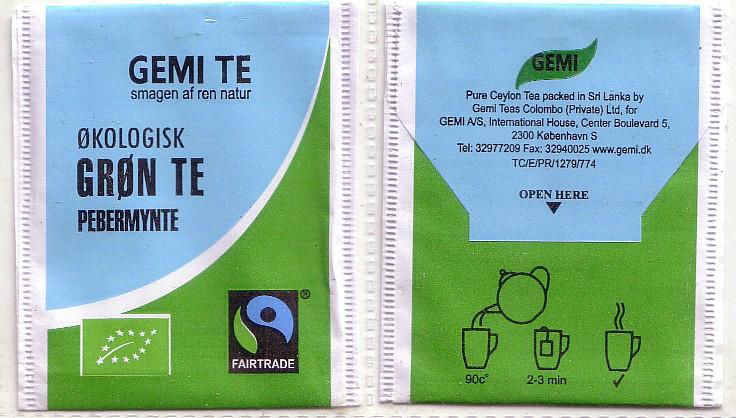 GEMI TE
smagen af ren natur
ØKOLOGISK
GRØN TE
PEBERMYNTE
®
FAIRTRADE
GEMI
Pure Ceylon Tea packed in Sri Lanka by
Gemi Teas Colombo (Private) Ltd, for
GEMI A/S, International House, Center Boulevard 5,
2300 København S
Tel: 32977209 Fax: 32940025 www.gemi.dk
TC/E/PR/1279/774
OPEN HERE
90c°
2-3 min